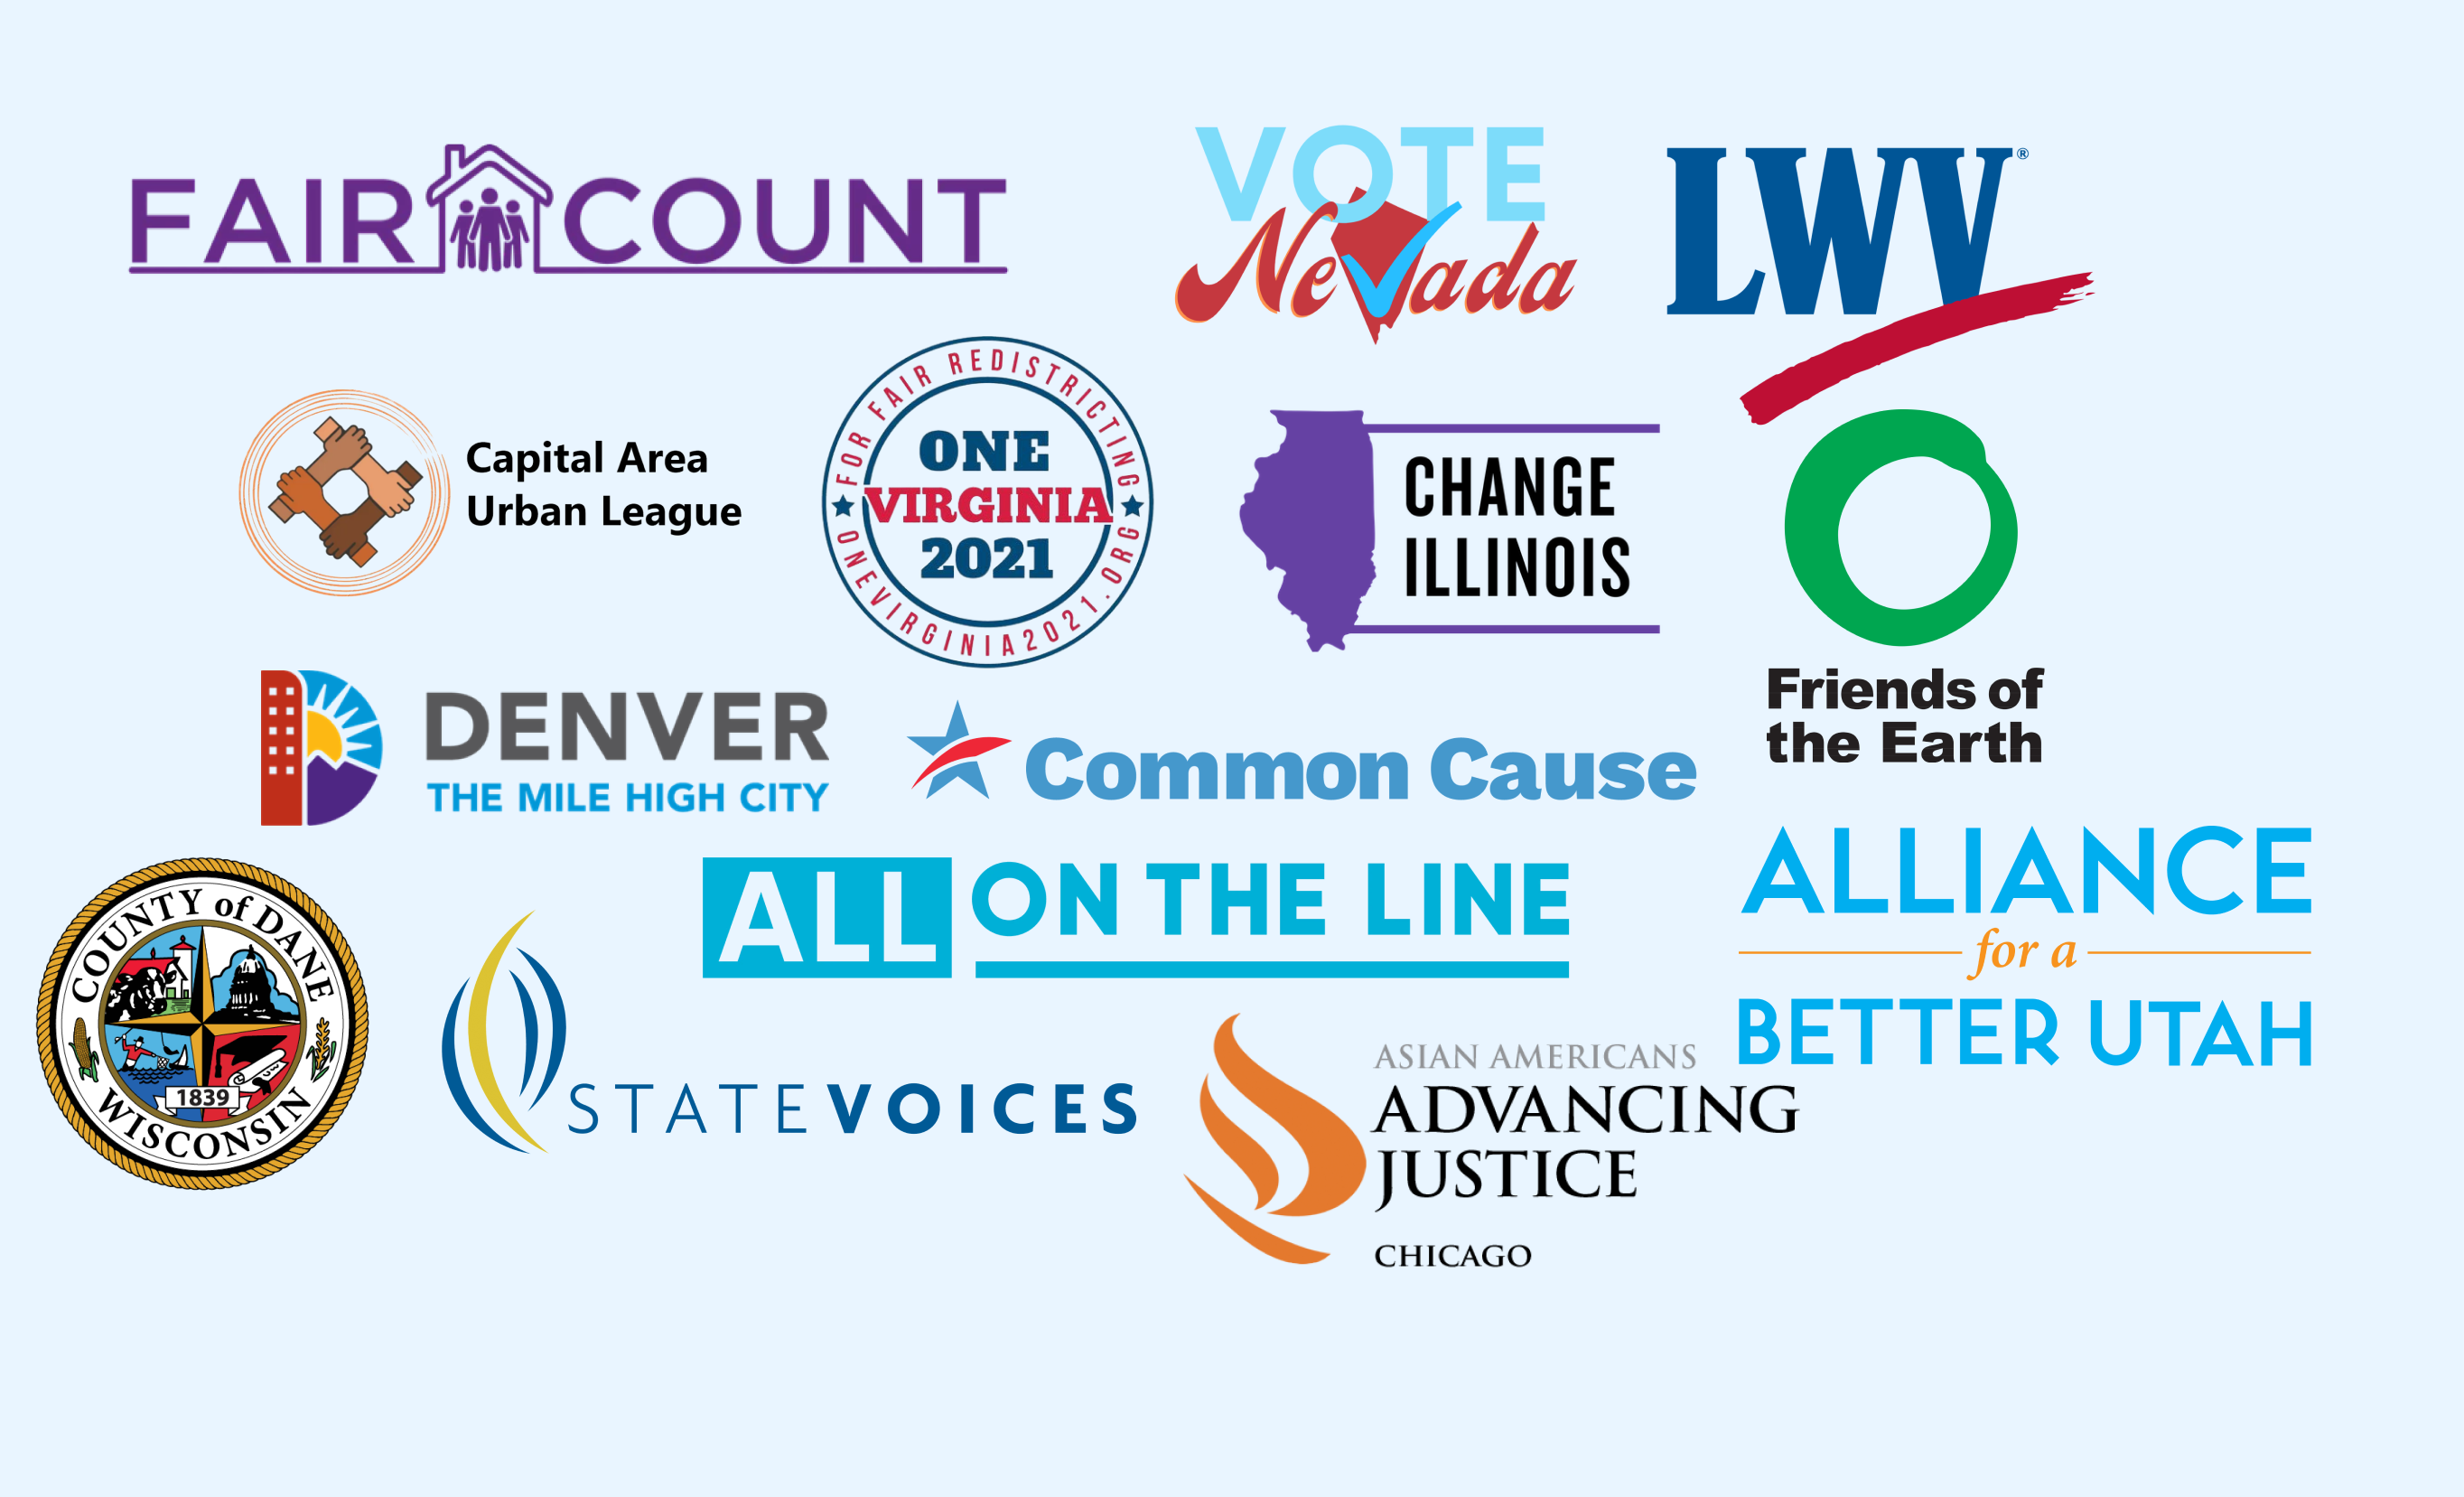 FAIR COUNT
VOTE
Nevada
LWV®
Capital Area
Urban League
FOR FAIR REDISTRICTING
ONE
VIRGINIA
2021
ONEVIRGINIA2021.ORG
CHANGE
ILLINOIS
Friends of
the Earth
DENVER
THE MILE HIGH CITY
Common Cause
ALL ON THE LINE
ALLIANCE
for a
BETTER UTAH
COUNTY of DANE
1839
WISCONSIN
STATEVOICES
ASIAN AMERICANS
ADVANCING
JUSTICE
CHICAGO